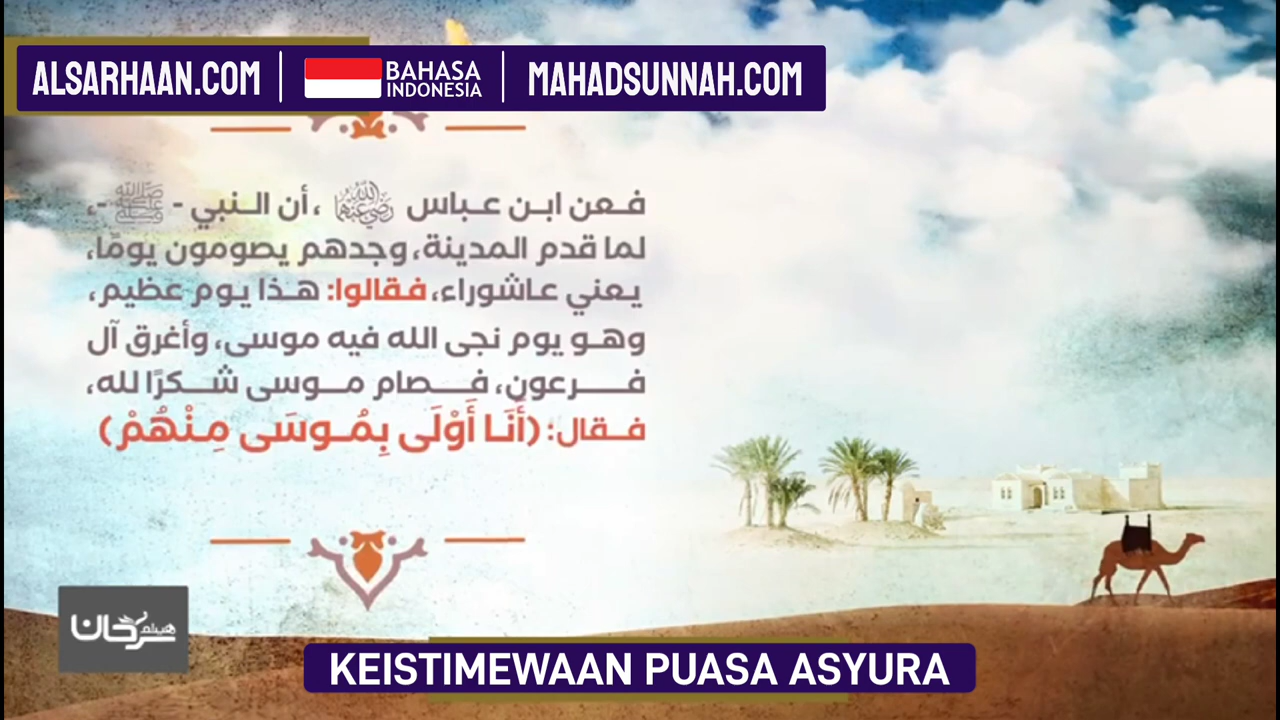 ALSARHAAN.COM | BAHASA INDONESIA | MAHADSUNNAH.COM
فعن ابن عباس رضي الله عنهما، أن النبي - صلى الله عليه وسلم -،
لما قدم المدينة، وجدهم يصومون يومًا،
يعني عاشوراء، فقالوا: هذا يوم عظيم،
وهو يوم نجى الله فيه موسى، وأغرق آل
فرعون، فصام موسى شكرًا لله،
فقال: (أَنَا أَوْلَى بِمُوسَى مِنْهُمْ)
هيثم سرحان
KEISTIMEWAAN PUASA ASYURA